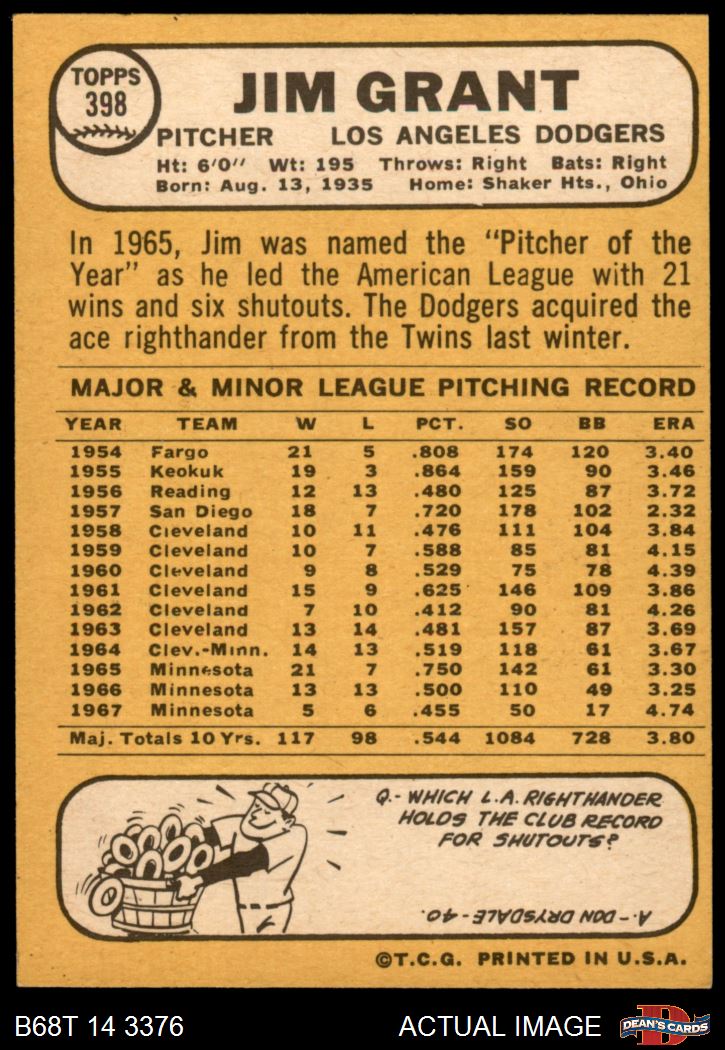 TOPPS
398
JIM GRANT
PITCHER LOS ANGELES DODGERS
Ht: 6'0" Wt: 195 Throws: Right Bats: Right
Born: Aug. 13, 1935 Home: Shaker Hts., Ohio
In 1965, Jim was named the "Pitcher of the
Year" as he led the American League with 21
wins and six shutouts. The Dodgers acquired the
ace righthander from the Twins last winter.
MAJOR & MINOR LEAGUE PITCHING RECORD
YEAR TEAM W L PCT. SO BB ERA
1954 Fargo 21 5 .808 174 120 3.40
1955 Keokuk 19 3 .864 159 90 3.46
1956 Reading 12 13 .480 125 87 3.72
1957 San Diego 18 7 .720 178 102 2.32
1958 Cleveland 10 11 .476 111 104 3.84
1959 Cleveland 10 7 .588 85 81 4.15
1960 Cleveland 9 8 .529 75 78 4.39
1961 Cleveland 15 9 .625 146 109 3.86
1962 Cleveland 7 10 .412 90 81 4.26
1963 Cleveland 13 14 .481 157 87 3.69
1964 Clev.-Minn. 14 13 .519 118 61 3.67
1965 Minnesota 21 7 .750 142 61 3.30
1966 Minnesota 13 13 .500 110 49 3.25
1967 Minnesota 5 6 .455 50 17 4.74
Maj. Totals 10 Yrs. 117 98 .544 1084 728 3.80
Q.- WHICH L.A. RIGHTHANDER
HOLDS THE CLUB RECORD
FOR SHUTOUTS?
A.- DON DRYSDALE - 40.
©T.C.G. PRINTED IN U.S.A.
B68T 14 3376 ACTUAL IMAGE
D
DEAN'S CARDS